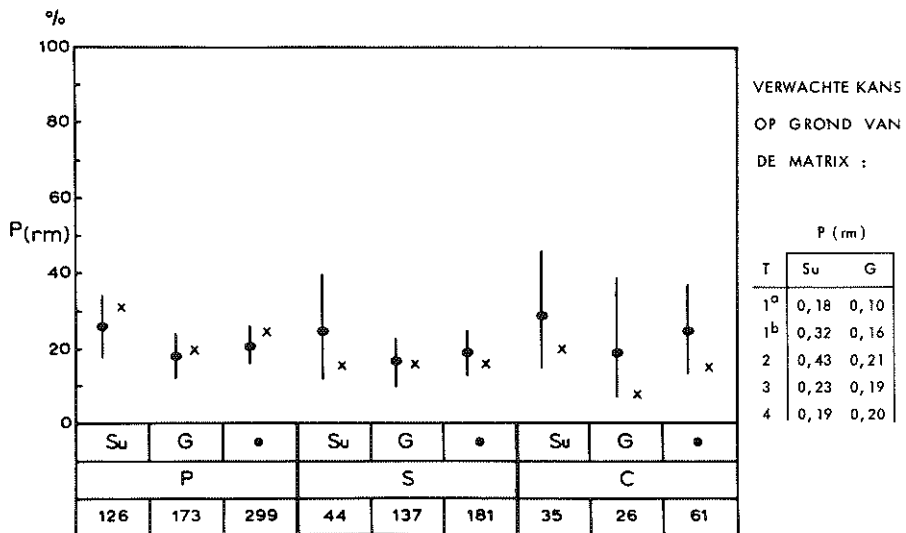 %
100
80
60
P(rm)
40
20
0
Su G • Su G • Su G •
P S C
126 173 299 44 137 181 35 26 61
VERWACHTE KANS
OP GROND VAN
DE MATRIX :
P (rm)
T Su G
1a 0,18 0,10
1b 0,32 0,16
2 0,43 0,21
3 0,23 0,19
4 0,19 0,20